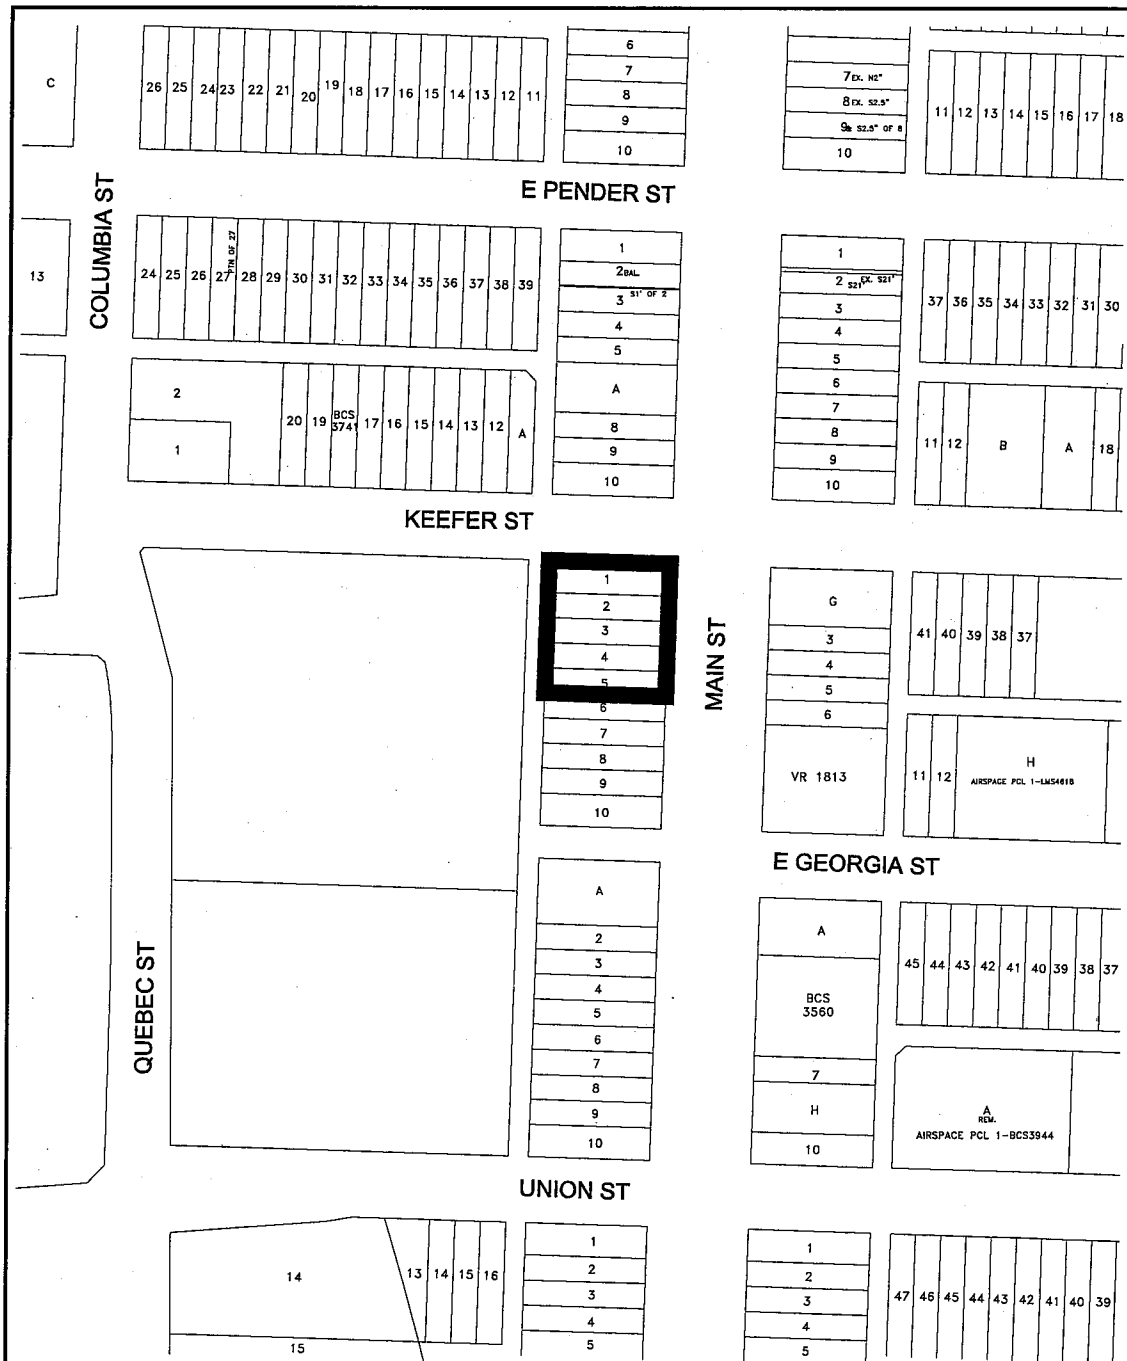 C
26 25 24 23 22 21 20 19 18 17 16 15 14 13 12 11
6
7
8
9
10
7 EX. N2"
8 EX. S2.5"
9& S2.5" OF 8
10
11 12 13 14 15 16 17 18
E PENDER ST
COLUMBIA ST
13
24 25 26 27 PTN OF 27 28 29 30 31 32 33 34 35 36 37 38 39
1
2 BAL
3 S1' OF 2
4
5
A
8
9
10
1
2 S21' EX. S21'
3
4
5
6
7
8
9
10
37 36 35 34 33 32 31 30
2
1
20 19 BCS 17 16 15 14 13 12 A
3741
11 12 B A 18
KEEFER ST
1
2
3
4
5
6
7
8
9
10
MAIN ST
G
3
4
5
6
VR 1813
41 40 39 38 37
11 12 H
AIRSPACE PCL 1-LMS4618
E GEORGIA ST
QUEBEC ST
A
2
3
4
5
6
7
8
9
10
A
BCS
3560
7
H
10
45 44 43 42 41 40 39 38 37
A
REM.
AIRSPACE PCL 1-BCS3944
UNION ST
14
13 14 15 16
15
1
2
3
4
5
1
2
3
4
5
47 46 45 44 43 42 41 40 39